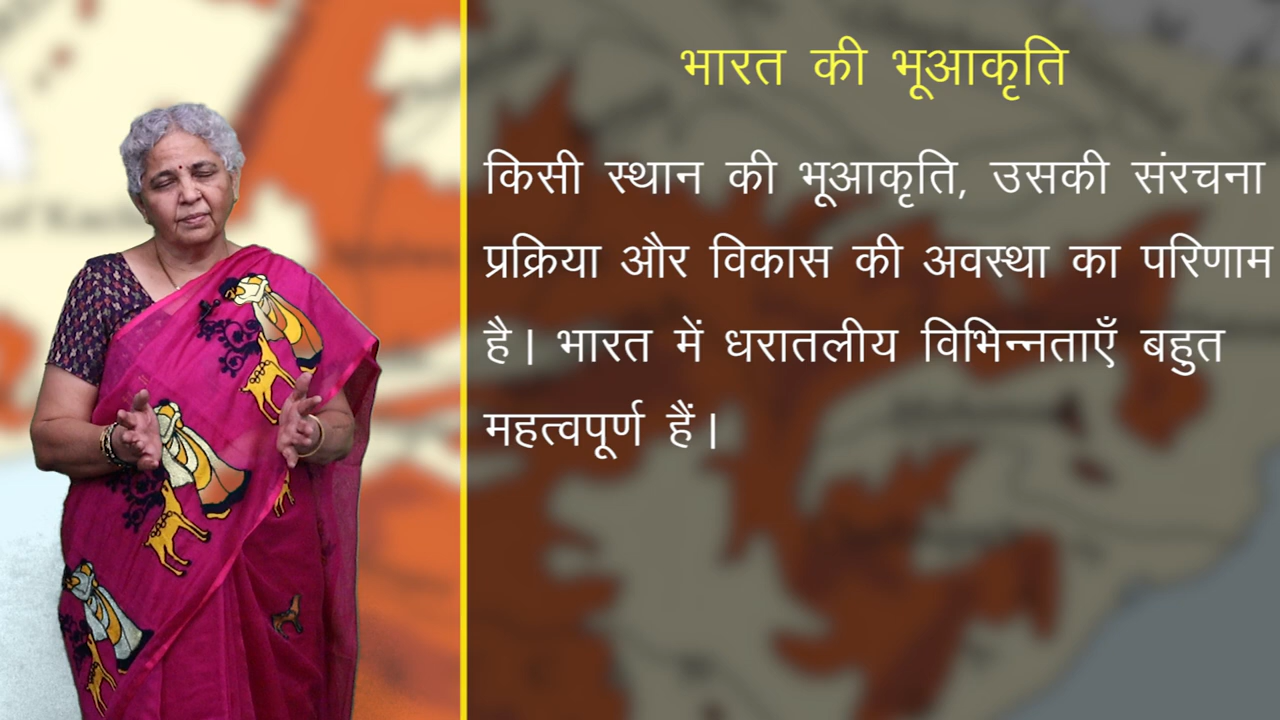 भारत की भूआकृति
किसी स्थान की भूआकृति, उसकी संरचना
प्रक्रिया और विकास की अवस्था का परिणाम
है। भारत में धरातलीय विभिन्नताएँ बहुत
महत्वपूर्ण हैं।